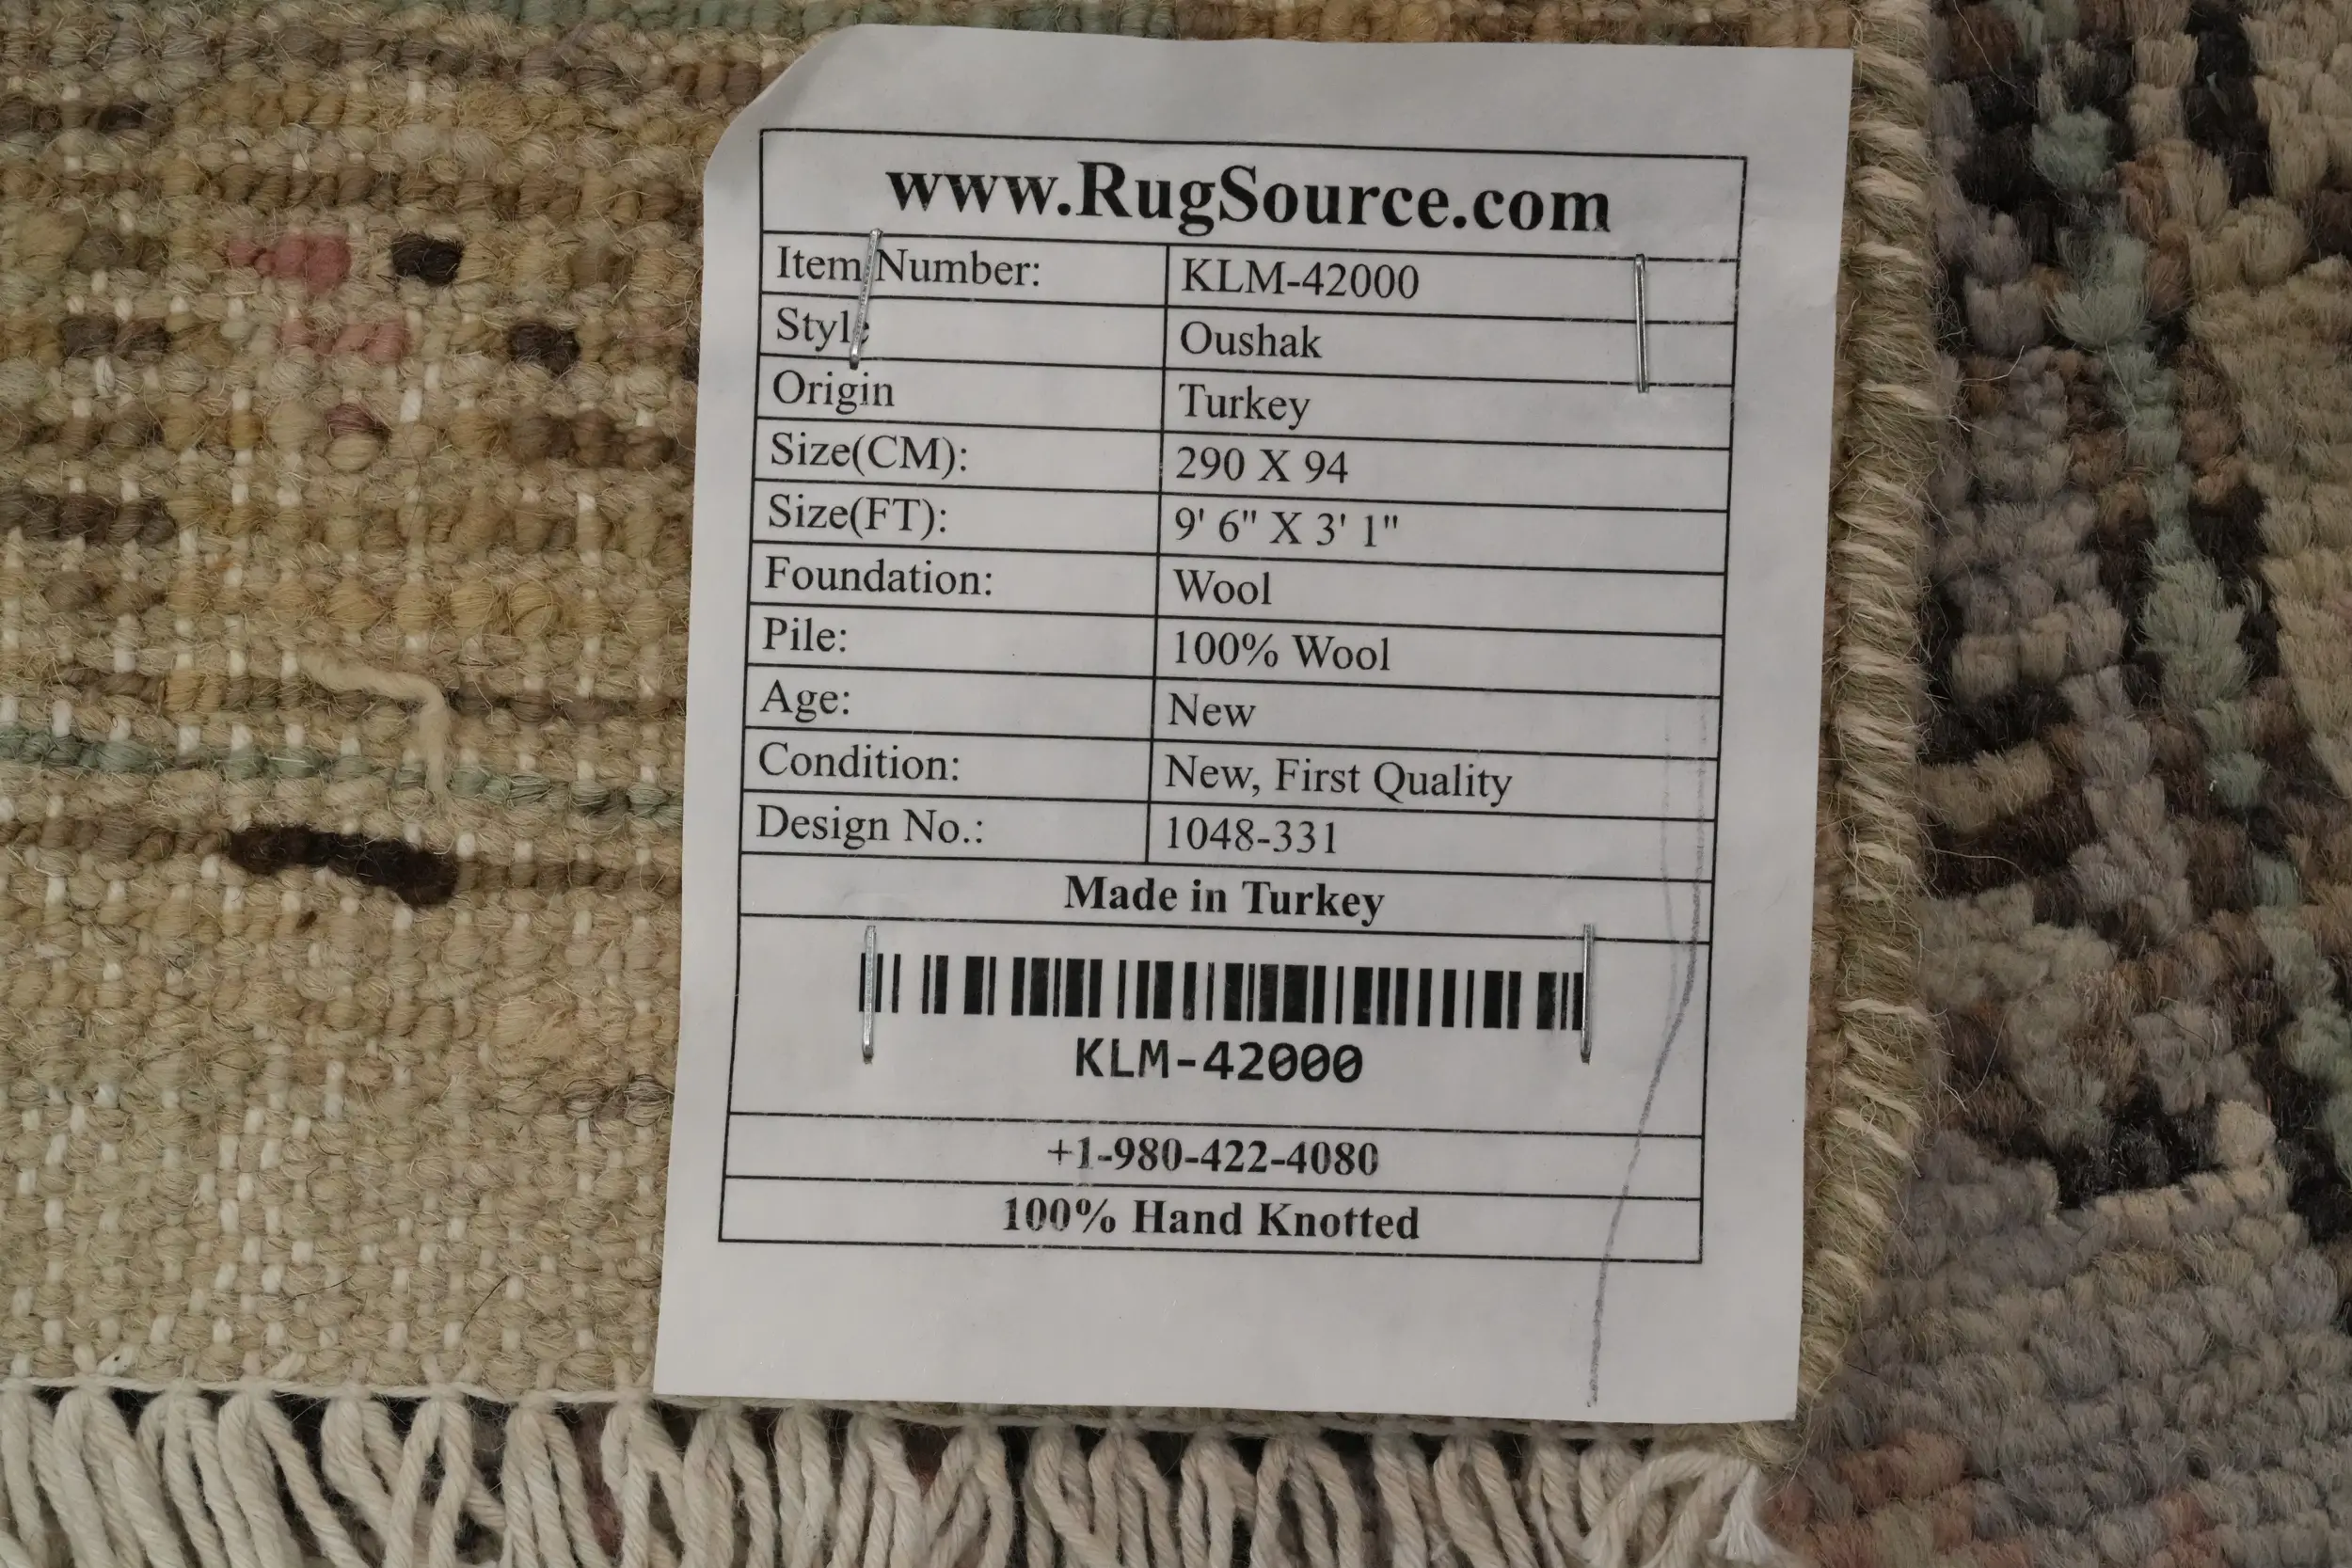 www.RugSource.com
Item Number: KLM-42000
Style Oushak
Origin Turkey
Size(CM): 290 X 94
Size(FT): 9' 6" X 3' 1"
Foundation: Wool
Pile: 100% Wool
Age: New
Condition: New, First Quality
Design No.: 1048-331
Made in Turkey
KLM-42000
+1-980-422-4080
100% Hand Knotted